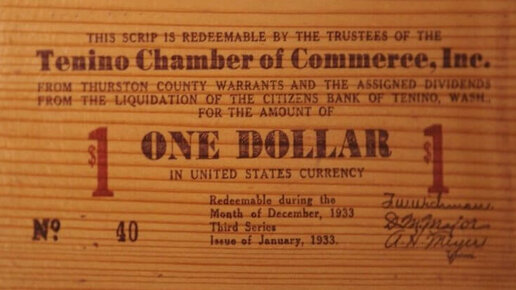 THIS SCRIP IS REDEEMABLE BY THE TRUSTEES OF THE
Tenino Chamber of Commerce, Inc.
FROM THURSTON COUNTY WARRANTS AND THE ASSIGNED DIVIDENDS
FROM THE LIQUIDATION OF THE CITIZENS BANK OF TENINO, WASH.,
FOR THE AMOUNT OF
$1 ONE DOLLAR $1
IN UNITED STATES CURRENCY
Redeemable during the
Month of December, 1933
Third Series
Issue of January, 1933.
No 40
D. M. Major
A. H. Meyer